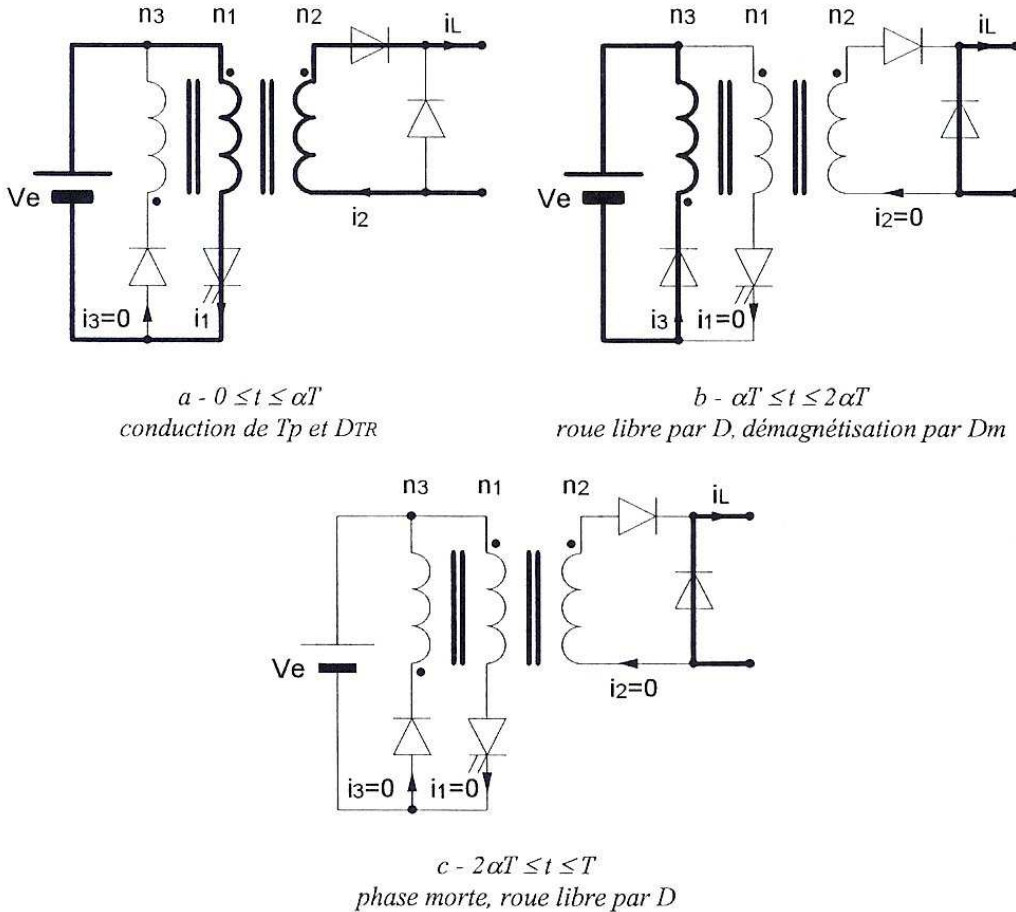 n3 n1 n2 iL
Ve
i3=0 i1 i2
a - 0 ≤ t ≤ αT
conduction de Tp et DTR
n3 n1 n2 iL
Ve
i3 i1=0 i2=0
b - αT ≤ t ≤ 2αT
roue libre par D, démagnétisation par Dm
n3 n1 n2 iL
Ve
i3=0 i1=0 i2=0
c - 2αT ≤ t ≤ T
phase morte, roue libre par D